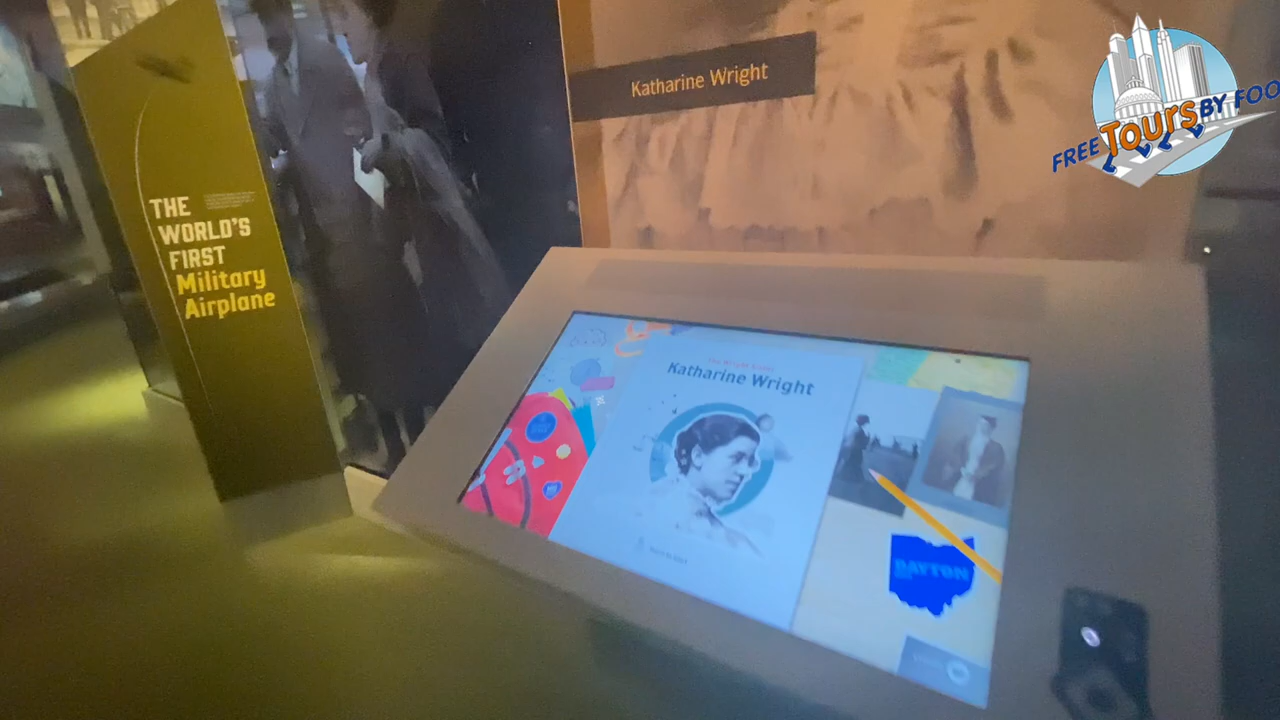 Katharine Wright
THE
WORLD'S
FIRST
Military
Airplane
Katharine Wright
DAYTON
FREE TOURS BY FOO